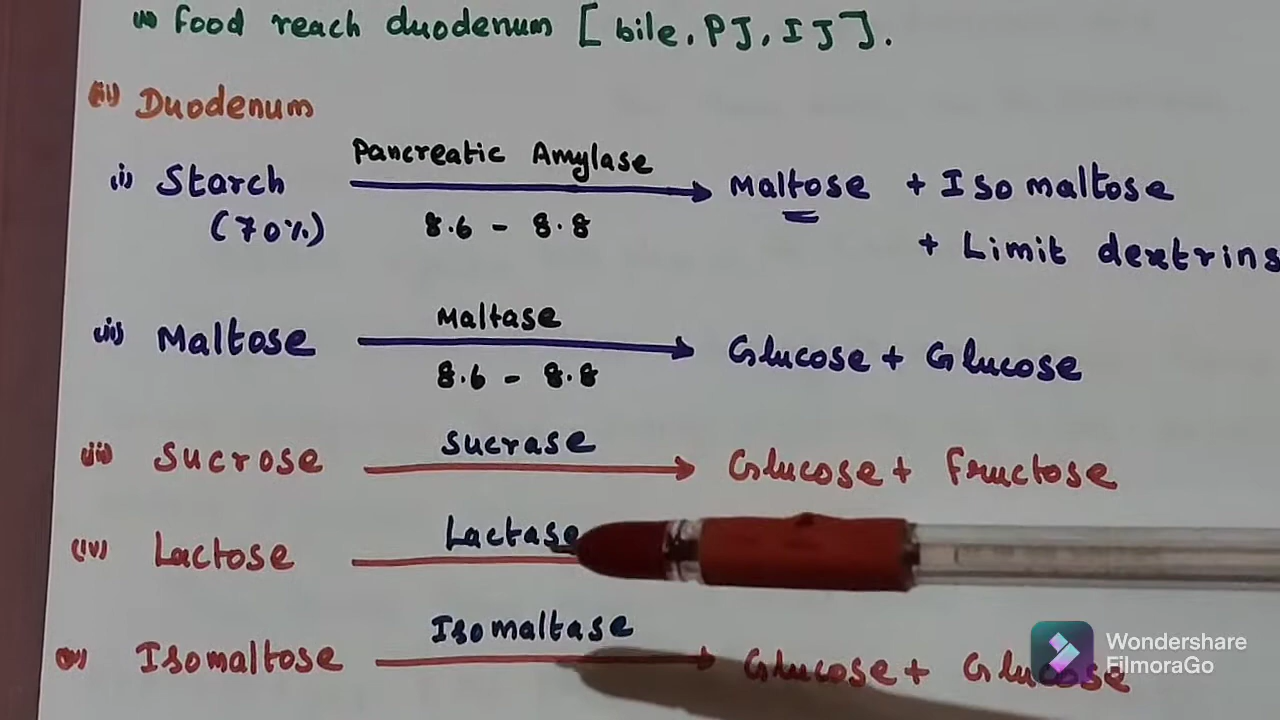 (i) Food reach duodenum [bile, PJ, IJ].
(ii) Duodenum
(i) Starch Pancreatic Amylase Maltose + Isomaltose
(70%) 8.6 - 8.8 + Limit dextrins
(ii) Maltose Maltase Glucose + Glucose
8.6 - 8.8
(iii) Sucrose Sucrase Glucose + Fructose
(iv) Lactose Lactase
(v) Isomaltose Isomaltase Glucose + Glucose
Wondershare
FilmoraGo